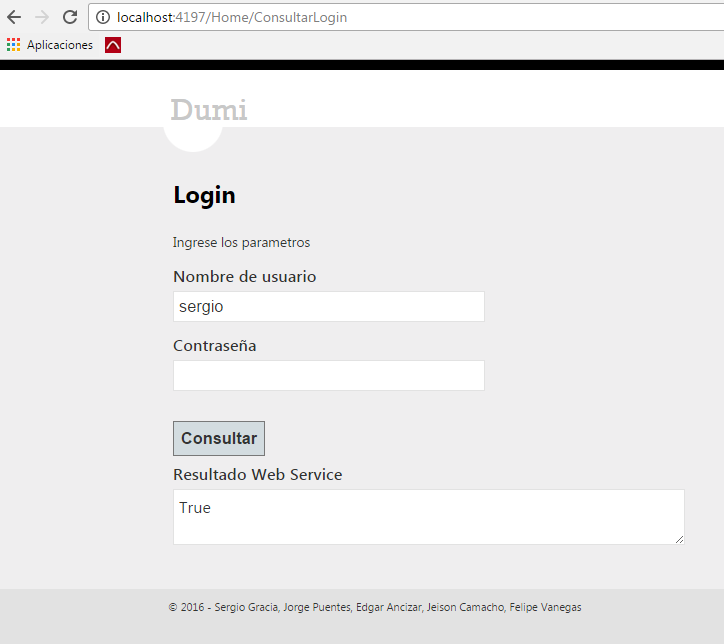 localhost:4197/Home/ConsultarLogin
Aplicaciones
Dumi
Login
Ingrese los parametros
Nombre de usuario
sergio
Contraseña
Consultar
Resultado Web Service
True
© 2016 - Sergio Gracia, Jorge Puentes, Edgar Ancizar, Jeison Camacho, Felipe Vanegas